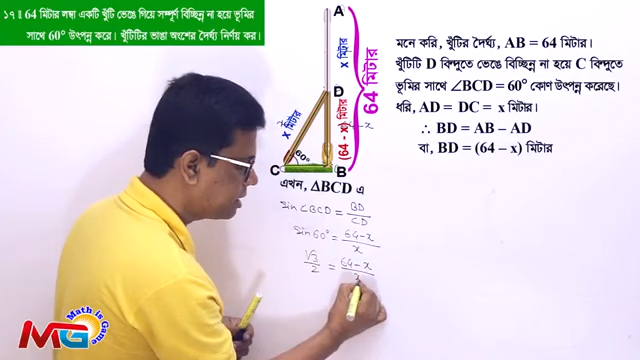 ১৭॥ 64 মিটার লম্বা একটি খুঁটি ভেঙে গিয়ে সম্পূর্ণ বিচ্ছিন্ন না হয়ে ভূমির
সাথে 60° উৎপন্ন করে। খুঁটিটির ভাঙা অংশের দৈর্ঘ্য নির্ণয় কর।
A
x মিটার
64 মিটার
D
x মিটার
(64 - x) মিটার
60°
C
B
মনে করি, খুঁটির দৈর্ঘ্য, AB = 64 মিটার।
খুঁটিটি D বিন্দুতে ভেঙে বিচ্ছিন্ন না হয়ে C বিন্দুতে
ভূমির সাথে ∠BCD = 60° কোণ উৎপন্ন করেছে।
ধরি, AD = DC = x মিটার।
∴ BD = AB – AD
বা, BD = (64 – x) মিটার
এখন, ΔBCD এ
Sin∠BCD = BD/CD
Sin 60° = 64-x/x
√3/2 = 64-x/
Math is Game
MG